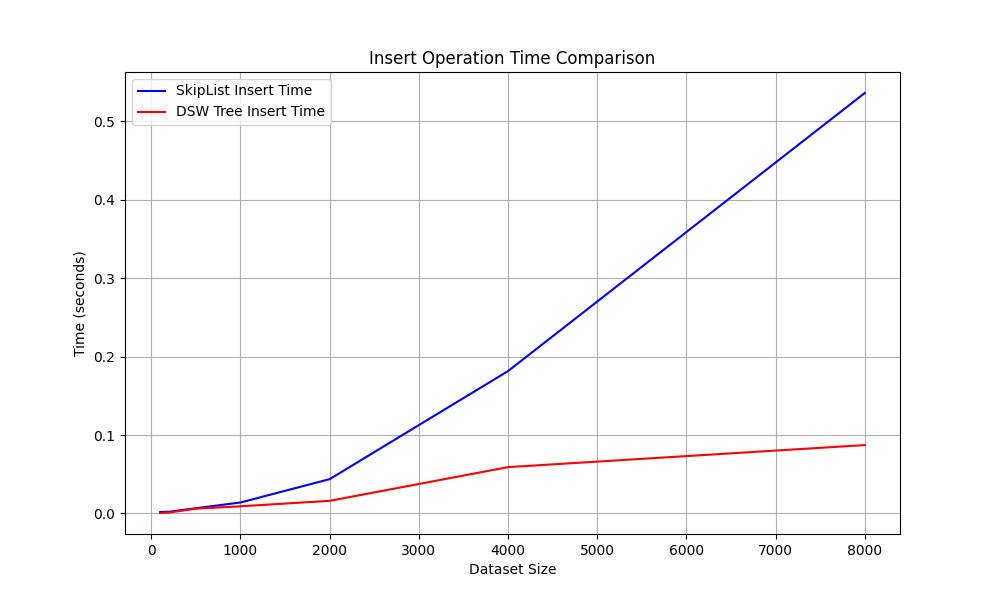 Insert Operation Time Comparison
SkipList Insert Time
DSW Tree Insert Time
0.5
0.4
0.3
0.2
0.1
0.0
Time (seconds)
0 1000 2000 3000 4000 5000 6000 7000 8000
Dataset Size